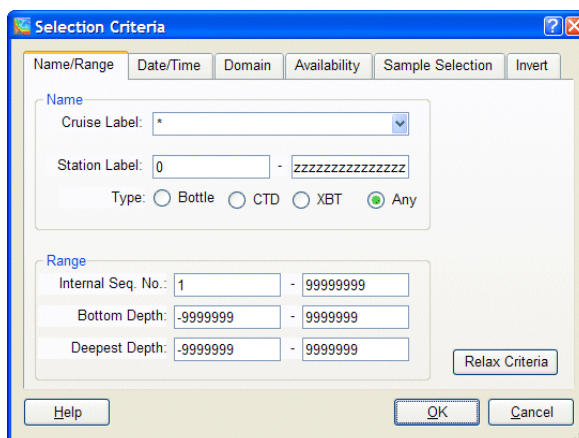 Selection Criteria
Name/Range Date/Time Domain Availability Sample Selection Invert
Name
Cruise Label: *
Station Label: 0 - zzzzzzzzzzzzzzz
Type: Bottle CTD XBT Any
Range
Internal Seq. No.: 1 - 99999999
Bottom Depth: -9999999 - 9999999
Deepest Depth: -9999999 - 9999999
Relax Criteria
Help OK Cancel